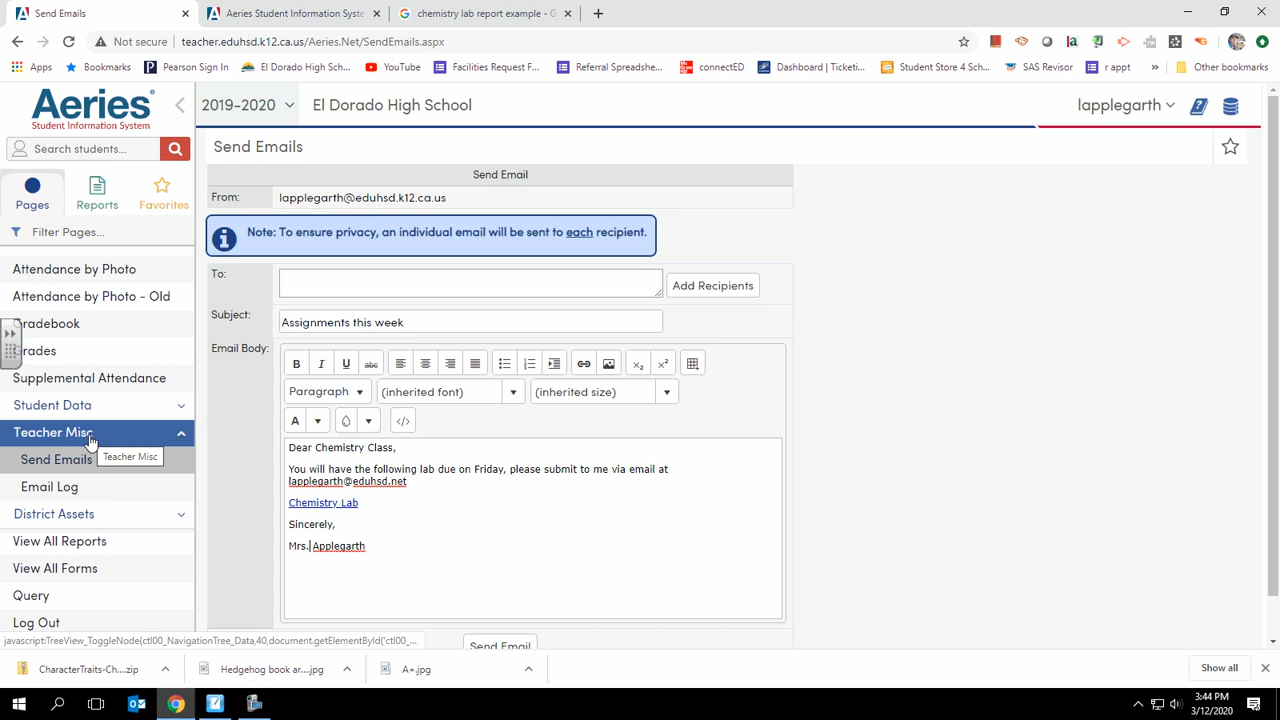 Send Emails
Aeries Student Information Syste
chemistry lab report example - G
Not secure
teacher.eduhsd.k12.ca.us/Aeries.Net/SendEmails.aspx
Apps
Bookmarks
Pearson Sign In
El Dorado High Sch...
YouTube
Facilities Request F...
Referral Spreadshe...
connectED
Dashboard | Ticketi...
Student Store 4 Sch...
SAS Revisor
r appt
»
Other bookmarks
Aeries
Student Information System
2019-2020
El Dorado High School
lapplegarth
Search students...
Send Emails
Pages
Reports
Favorites
Send Email
From:
lapplegarth@eduhsd.k12.ca.us
Filter Pages...
Note: To ensure privacy, an individual email will be sent to each recipient.
Attendance by Photo
To:
Add Recipients
Attendance by Photo - Old
Subject:
Assignments this week
Gradebook
Grades
Email Body:
B I U abc
Supplemental Attendance
Paragraph
(inherited font)
(inherited size)
Student Data
A
Teacher Misc
Teacher Misc
Send Emails
Email Log
District Assets
View All Reports
View All Forms
Query
Log Out
Dear Chemistry Class,
You will have the following lab due on Friday, please submit to me via email at
lapplegarth@eduhsd.net
Chemistry Lab
Sincerely,
Mrs. Applegarth
javascript:TreeView_ToggleNode(ctl00_NavigationTree_Data,40,document.getElementById('ctl00_...
Send Email
CharacterTraits-Ch....zip
Hedgehog book ar....jpg
A+.jpg
Show all
3:44 PM
3/12/2020